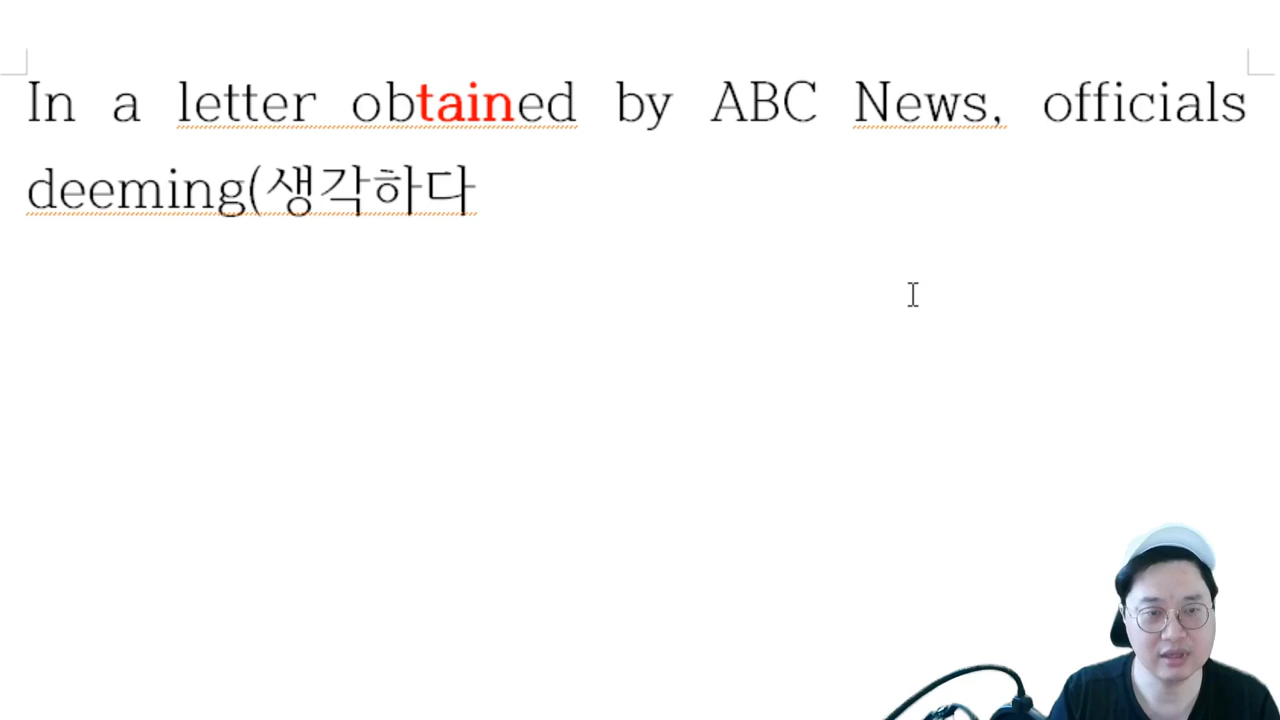 In a letter obtained by ABC News, officials
deeming(생각하다